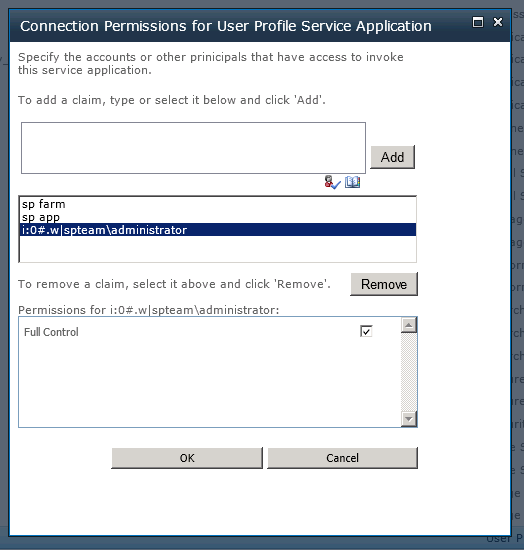 Connection Permissions for User Profile Service Application
Specify the accounts or other prinicipals that have access to invoke
this service application.
To add a claim, type or select it below and click 'Add'.
Add
sp farm
sp app
i:0#.w|spteam\administrator
To remove a claim, select it above and click 'Remove'.
Remove
Permissions for i:0#.w|spteam\administrator:
Full Control
OK
Cancel